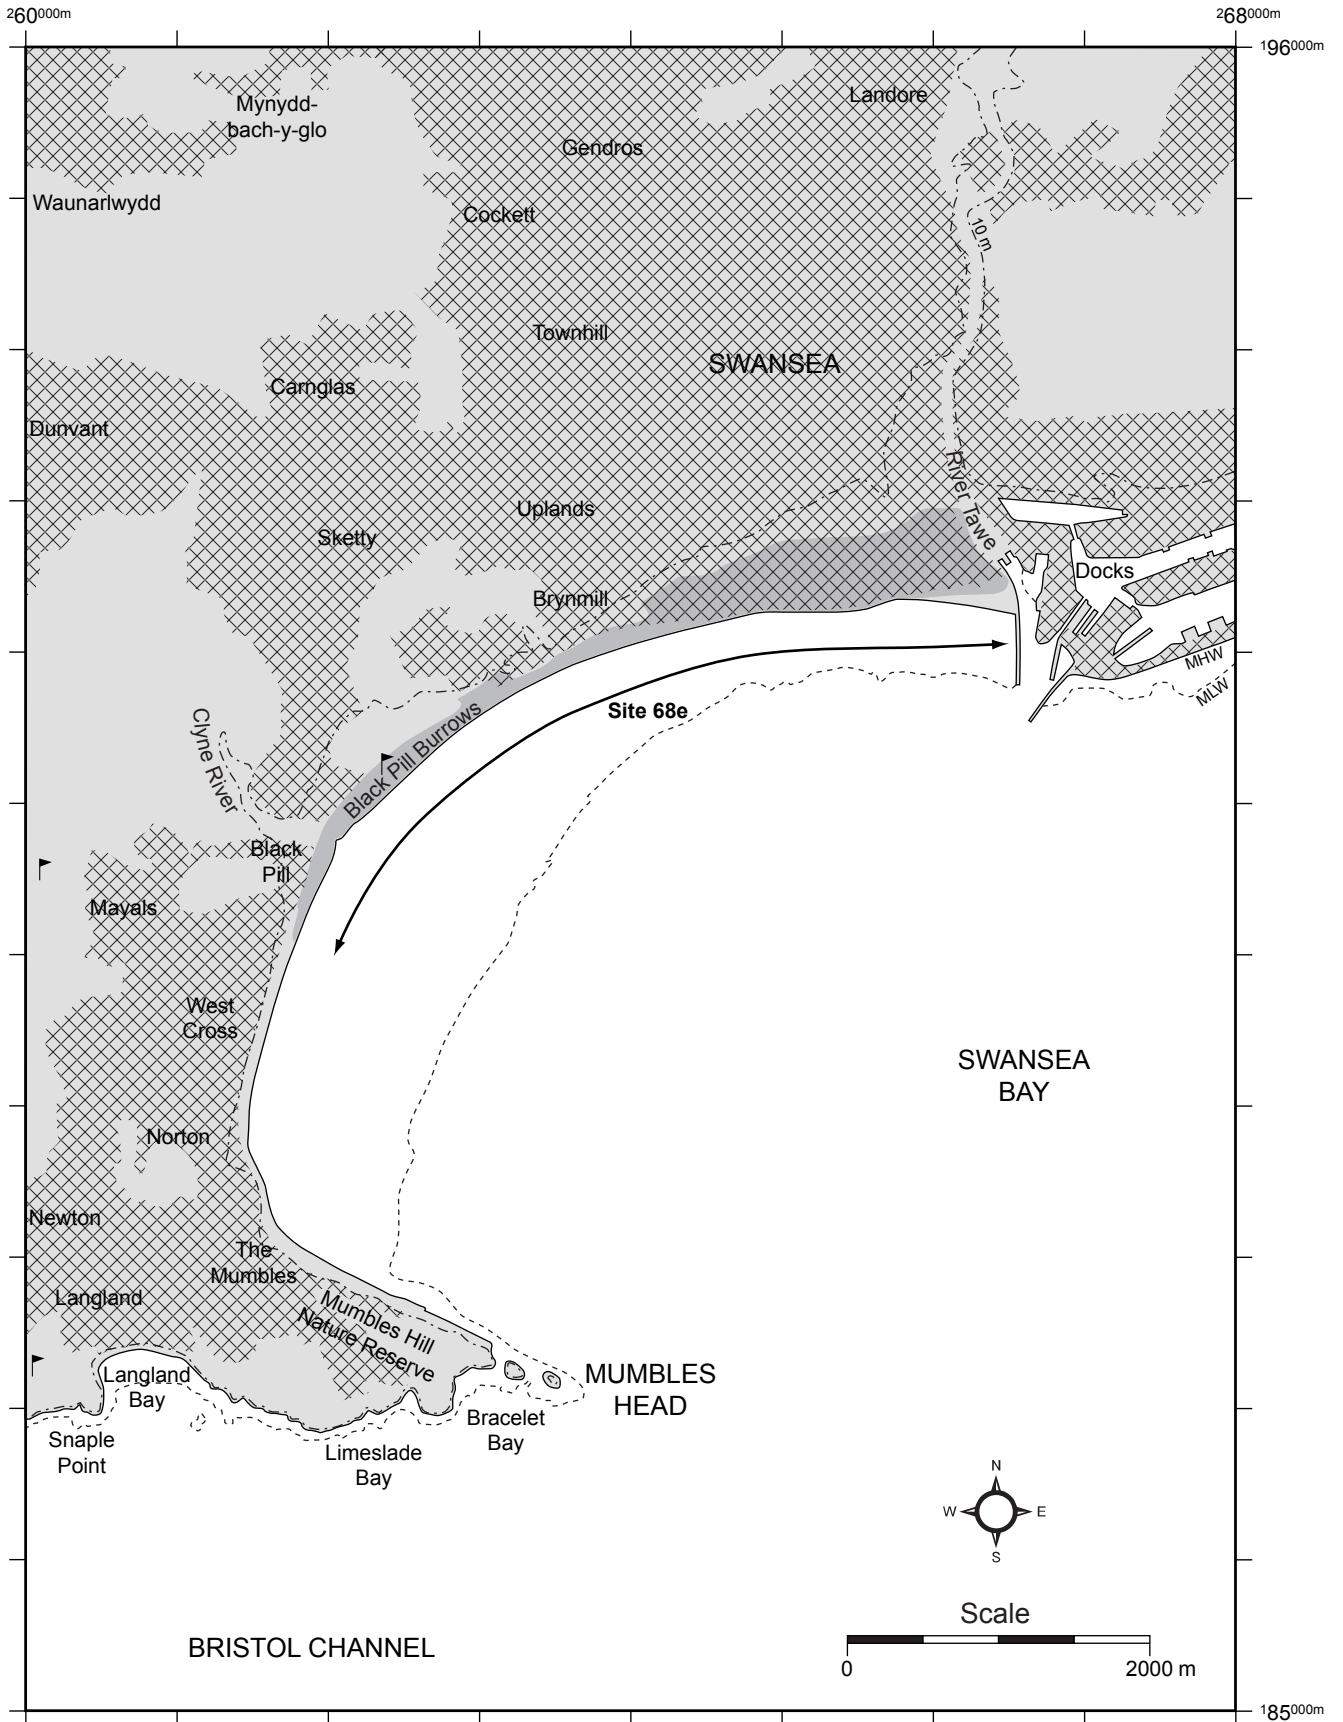 260000m
268000m
196000m
Landore
Mynydd-
bach-y-glo
Gendros
Waunarlwydd
Cockett
10 m
Townhill
SWANSEA
Carnglas
Dunvant
River Tawe
Uplands
Sketty
Docks
Brynmill
MHW
MLW
Site 68e
Black Pill Burrows
Clyne River
Black
Pill
Mayals
West
Cross
SWANSEA
BAY
Norton
Newton
The
Mumbles
Langland
Mumbles Hill
Nature Reserve
Langland
Bay
MUMBLES
HEAD
Bracelet
Bay
Snaple
Point
Limeslade
Bay
N
W
E
S
Scale
0
2000 m
BRISTOL CHANNEL
185000m